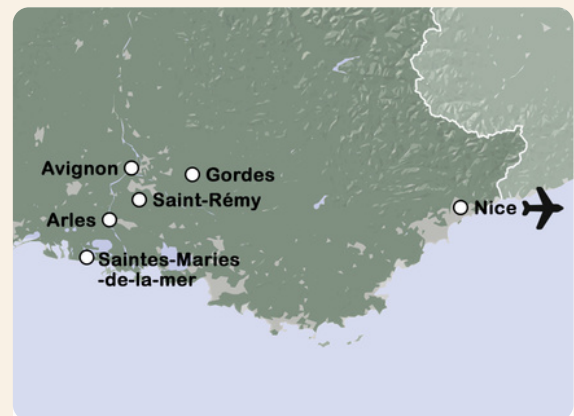 Avignon
Gordes
Saint-Rémy
Arles
Nice
Saintes-Maries
-de-la-mer